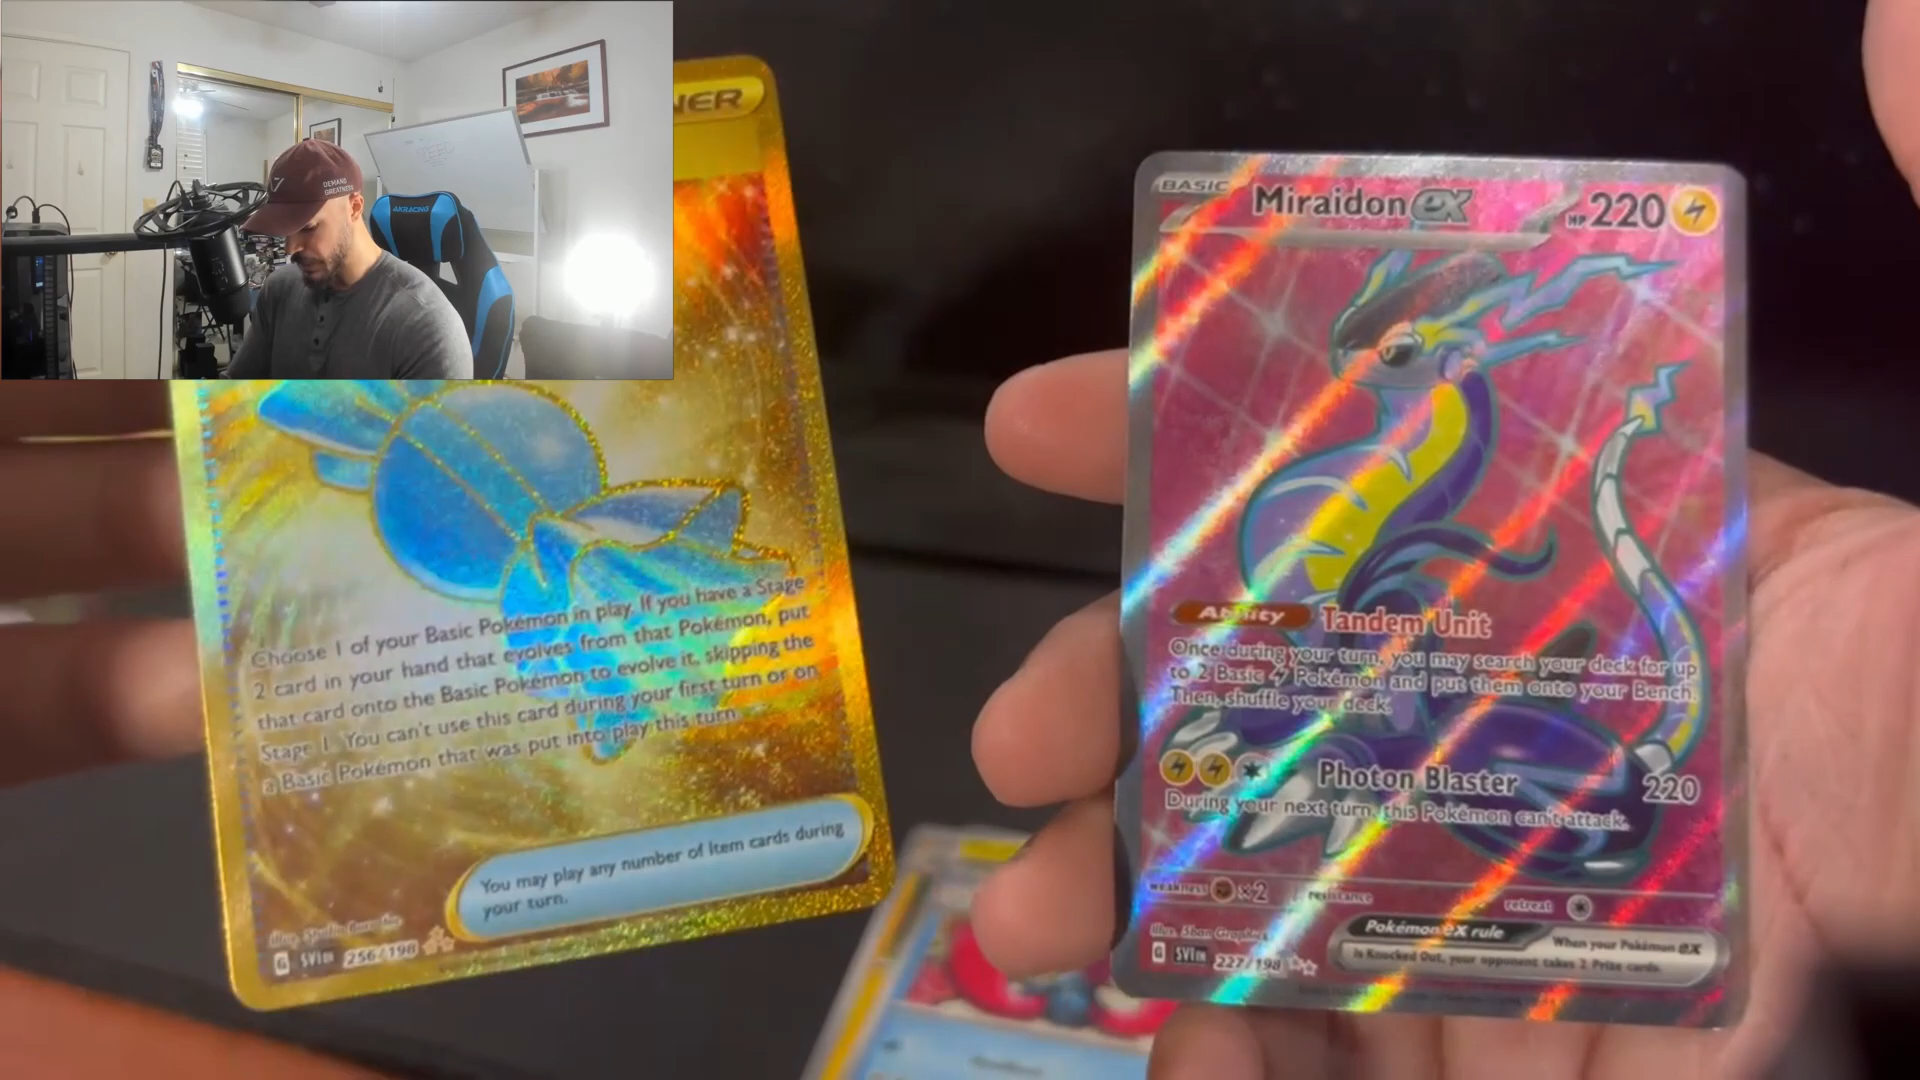 DEMAND
GREATNESS
AKRACING
NER
Choose 1 of your Basic Pokémon in play. If you have a Stage
2 card in your hand that evolves from that Pokémon, put
that card onto the Basic Pokémon to evolve it, skipping the
Stage 1. You can't use this card during your first turn or on
a Basic Pokémon that was put into play this turn.
You may play any number of Item cards during
your turn.
G SVI EN 256/198
BASIC Miraidon ex HP 220
Ability Tandem Unit
Once during your turn, you may search your deck for up
to 2 Basic Pokémon and put them onto your Bench.
Then, shuffle your deck.
Photon Blaster 220
During your next turn, this Pokémon can't attack.
weakness ×2 resistance retreat
Illus. 5ban Graphics
Pokémon ex rule
When your Pokémon ex
is Knocked Out, your opponent takes 2 Prize cards.
G SVI EN 227/198